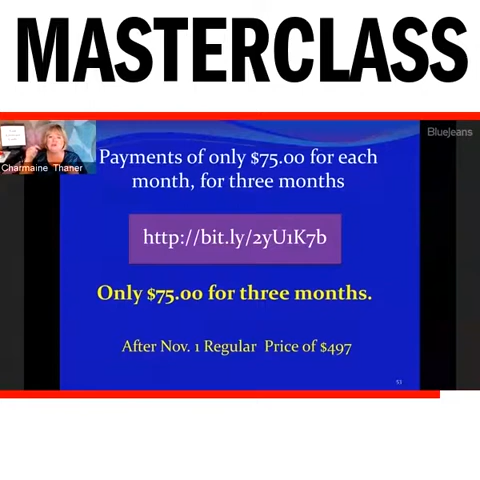 MASTERCLASS
BlueJeans
Charmaine Thaner
Payments of only $75.00 for each
month, for three months
http://bit.ly/2yU1K7b
Only $75.00 for three months.
After Nov. 1 Regular Price of $497
53